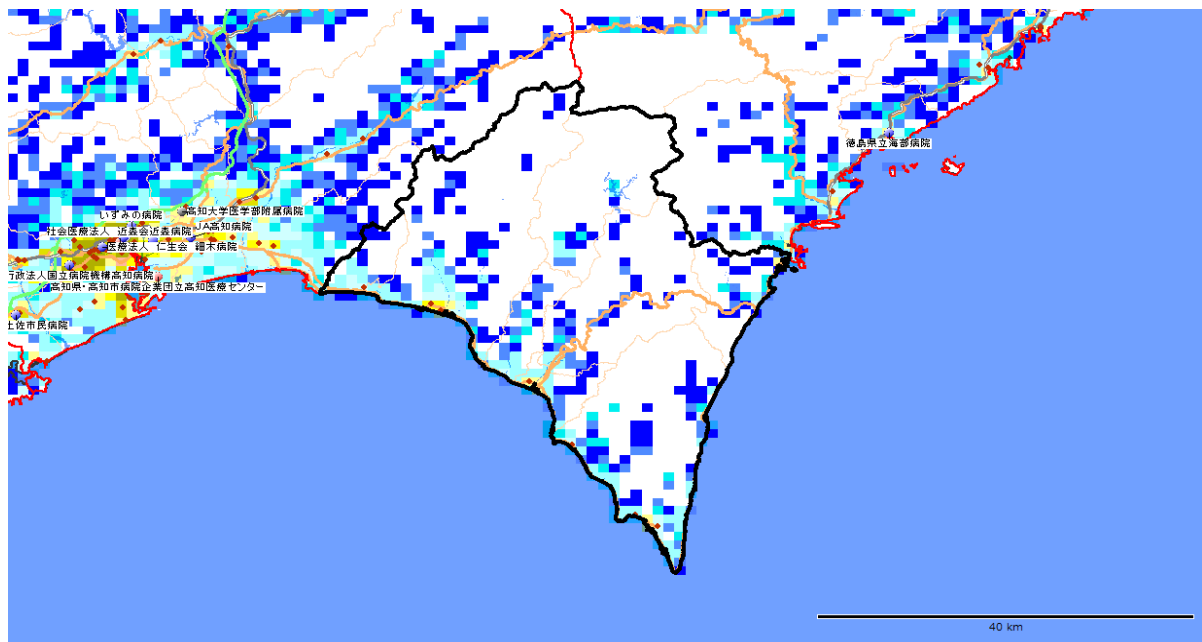 徳島県立海部病院
高知大学医学部附属病院
いずみの病院
JA高知病院
社会医療法人 近森会近森病院
医療法人 仁生会 細木病院
行政法人国立病院機構高知病院
高知県・高知市病院企業団立高知医療センター
土佐市民病院
40 km